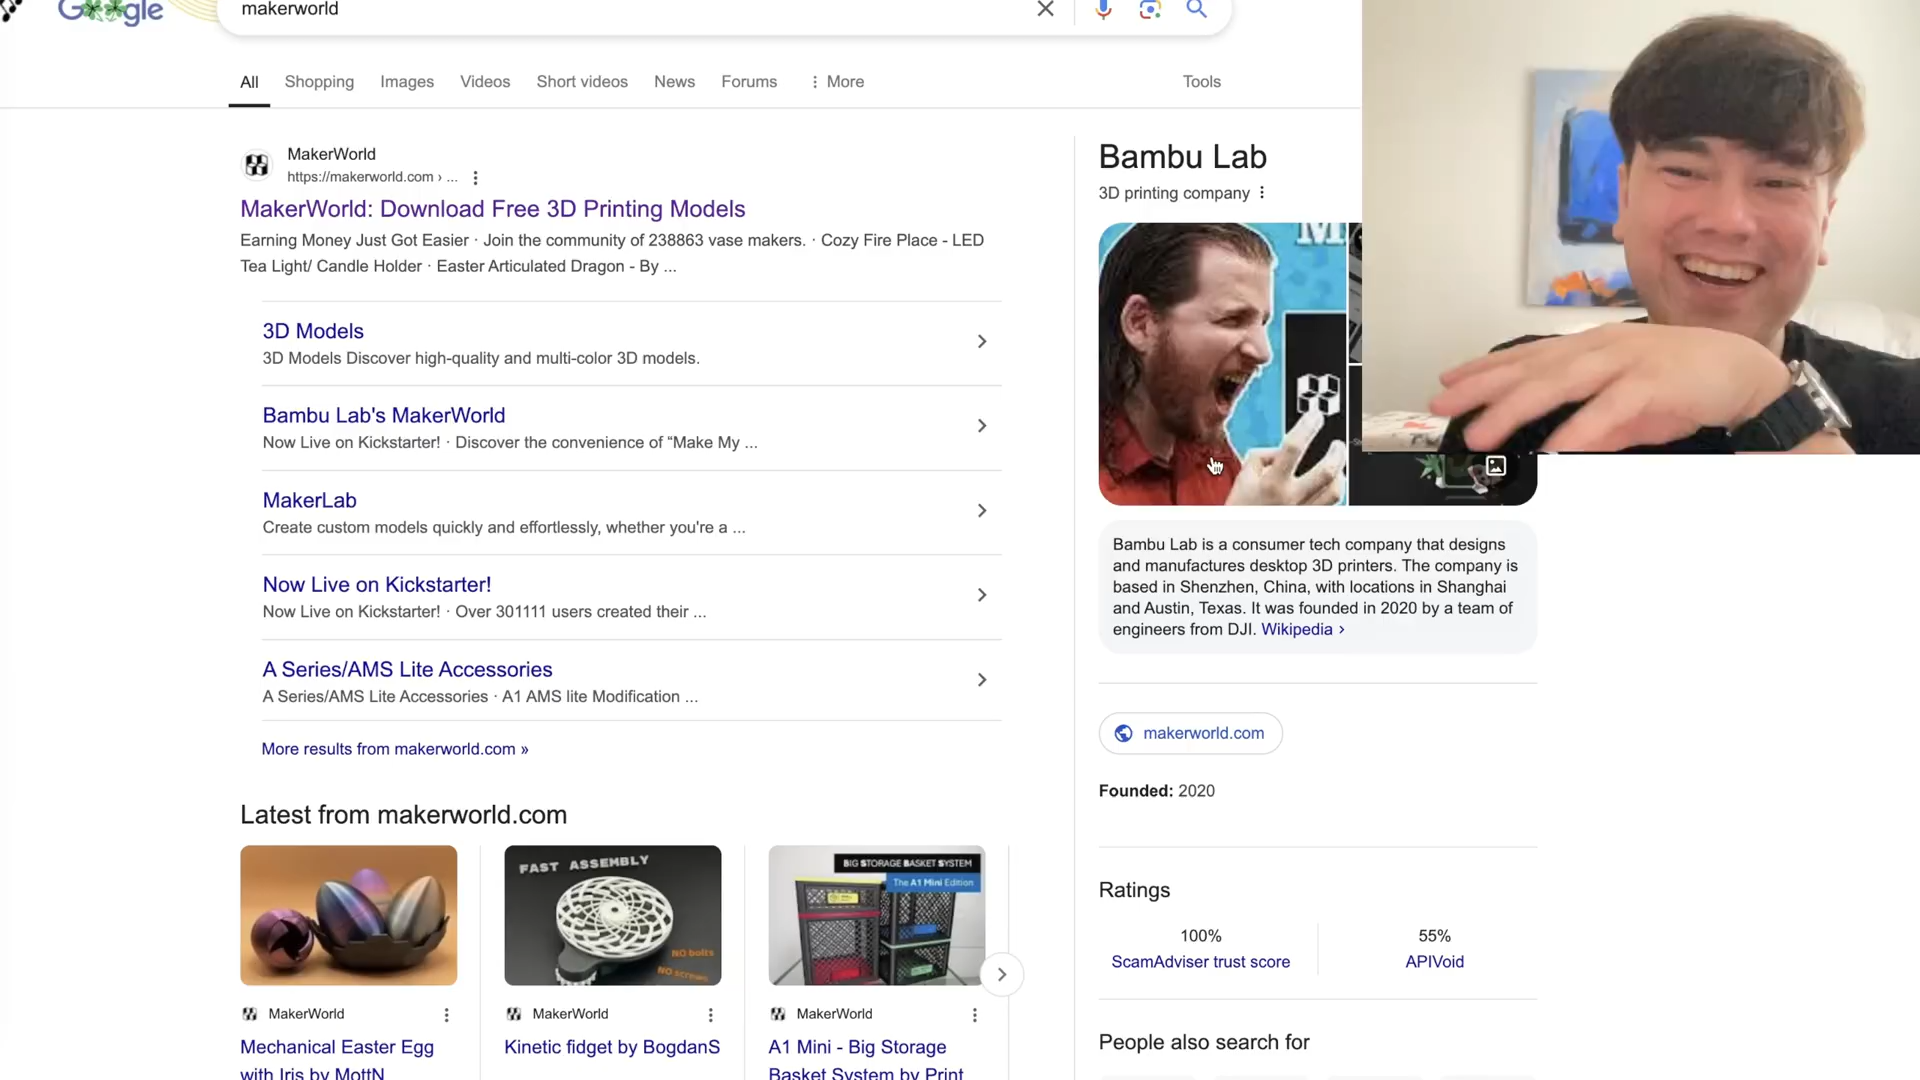 Google
makerworld
All
Shopping
Images
Videos
Short videos
News
Forums
More
Tools
MakerWorld
https://makerworld.com › ...
MakerWorld: Download Free 3D Printing Models
Earning Money Just Got Easier · Join the community of 238863 vase makers. · Cozy Fire Place - LED
Tea Light/ Candle Holder · Easter Articulated Dragon - By ...
3D Models
3D Models Discover high-quality and multi-color 3D models.
Bambu Lab's MakerWorld
Now Live on Kickstarter! · Discover the convenience of “Make My ...
MakerLab
Create custom models quickly and effortlessly, whether you're a ...
Now Live on Kickstarter!
Now Live on Kickstarter! · Over 301111 users created their ...
A Series/AMS Lite Accessories
A Series/AMS Lite Accessories · A1 AMS lite Modification ...
More results from makerworld.com »
Latest from makerworld.com
FAST ASSEMBLY
NO bolts
NO screws
BIG STORAGE BASKET SYSTEM
The A1 Mini Edition
MakerWorld
Mechanical Easter Egg
with Iris by MottN
MakerWorld
Kinetic fidget by BogdanS
MakerWorld
A1 Mini - Big Storage
Basket System by Print
Bambu Lab
3D printing company
Bambu Lab is a consumer tech company that designs
and manufactures desktop 3D printers. The company is
based in Shenzhen, China, with locations in Shanghai
and Austin, Texas. It was founded in 2020 by a team of
engineers from DJI. Wikipedia ›
makerworld.com
Founded: 2020
Ratings
100%
ScamAdviser trust score
55%
APIVoid
People also search for